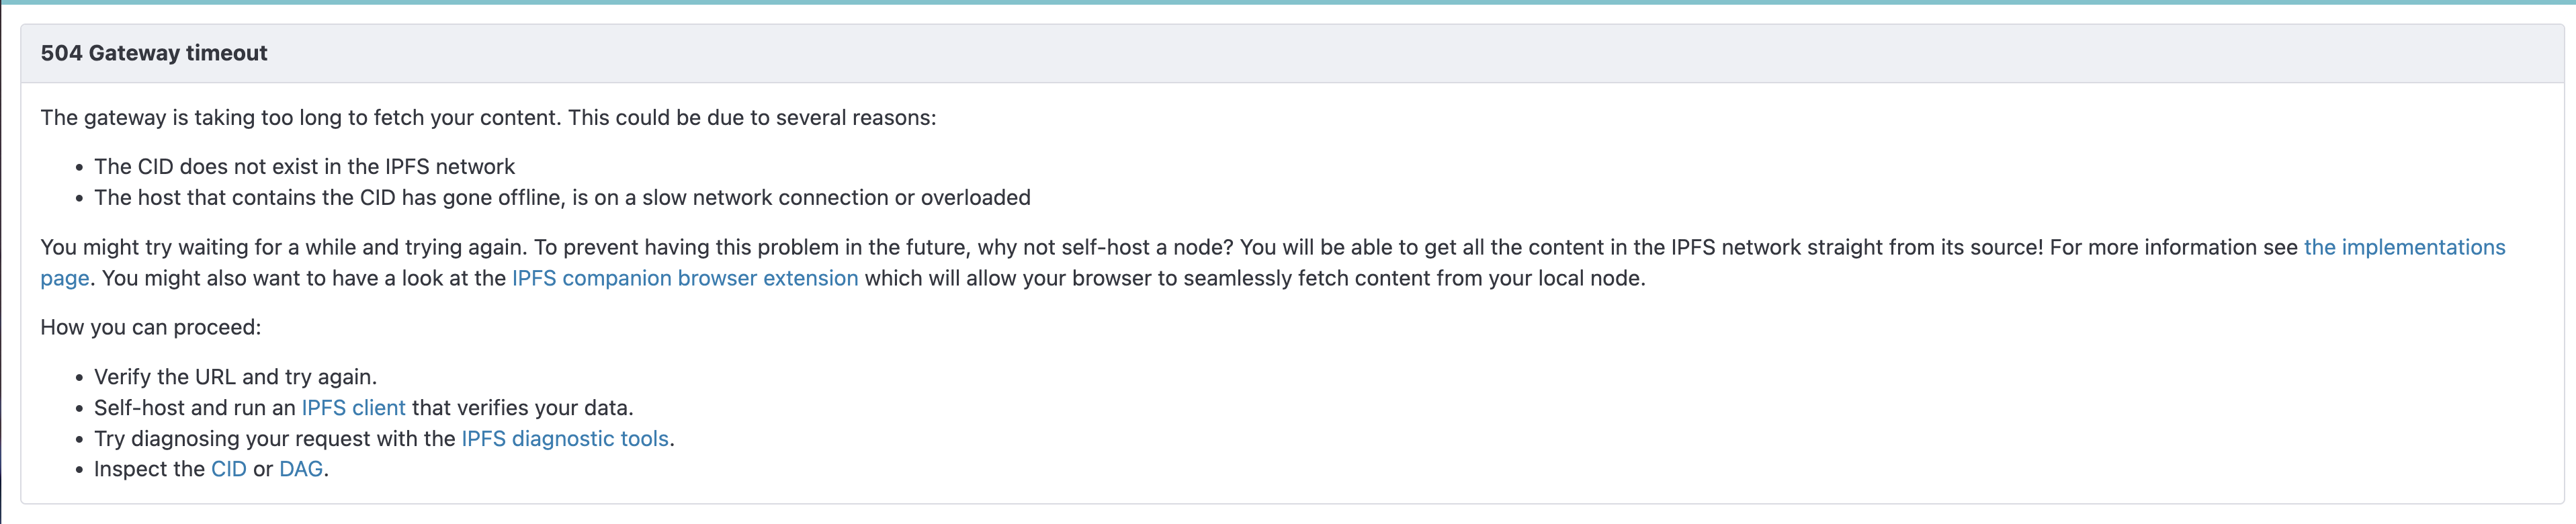 504 Gateway timeout
The gateway is taking too long to fetch your content. This could be due to several reasons:
• The CID does not exist in the IPFS network
• The host that contains the CID has gone offline, is on a slow network connection or overloaded
You might try waiting for a while and trying again. To prevent having this problem in the future, why not self-host a node? You will be able to get all the content in the IPFS network straight from its source! For more information see the implementations
page. You might also want to have a look at the IPFS companion browser extension which will allow your browser to seamlessly fetch content from your local node.
How you can proceed:
• Verify the URL and try again.
• Self-host and run an IPFS client that verifies your data.
• Try diagnosing your request with the IPFS diagnostic tools.
• Inspect the CID or DAG.